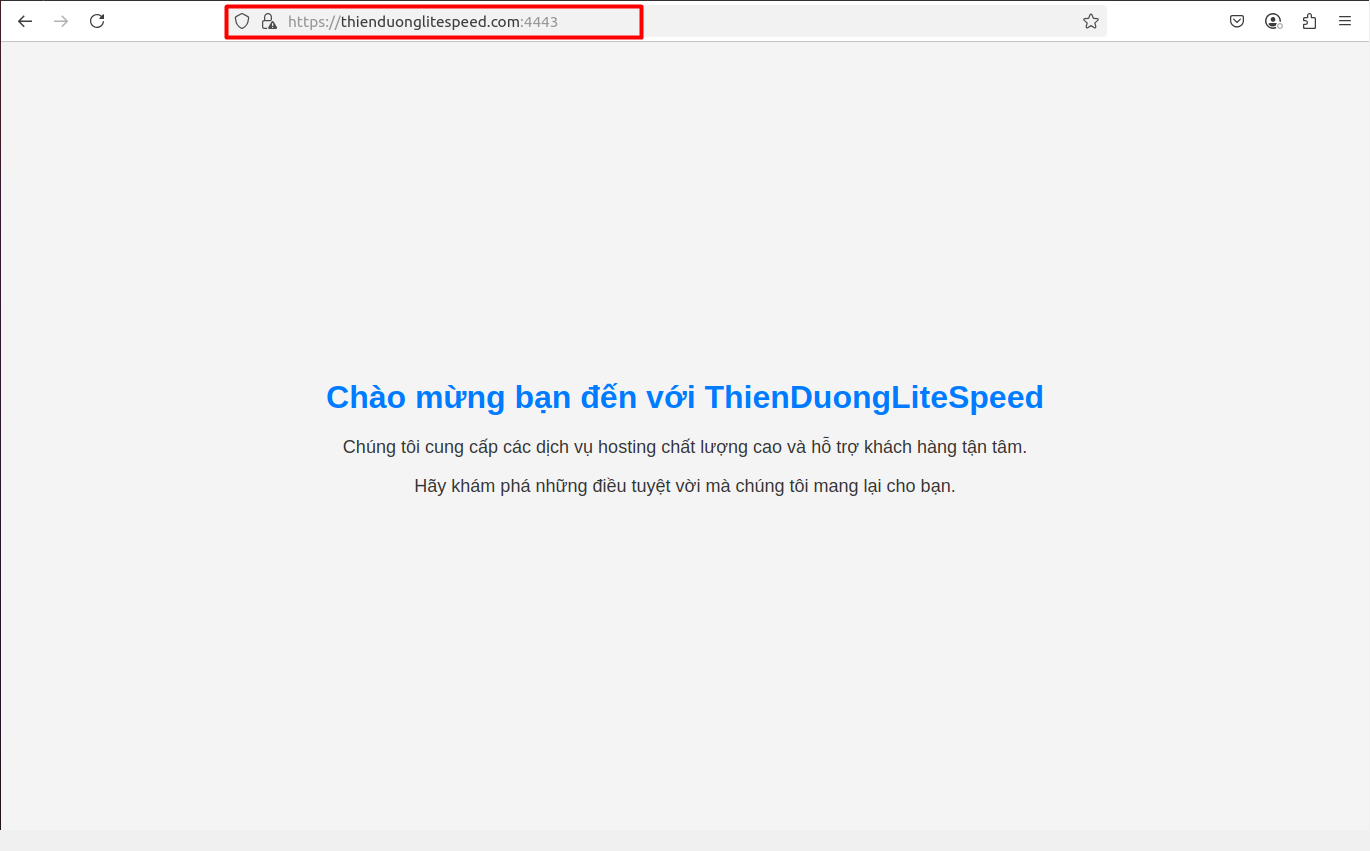 https://thienduonglitespeed.com:4443
Chào mừng bạn đến với ThienDuongLiteSpeed
Chúng tôi cung cấp các dịch vụ hosting chất lượng cao và hỗ trợ khách hàng tận tâm.
Hãy khám phá những điều tuyệt vời mà chúng tôi mang lại cho bạn.